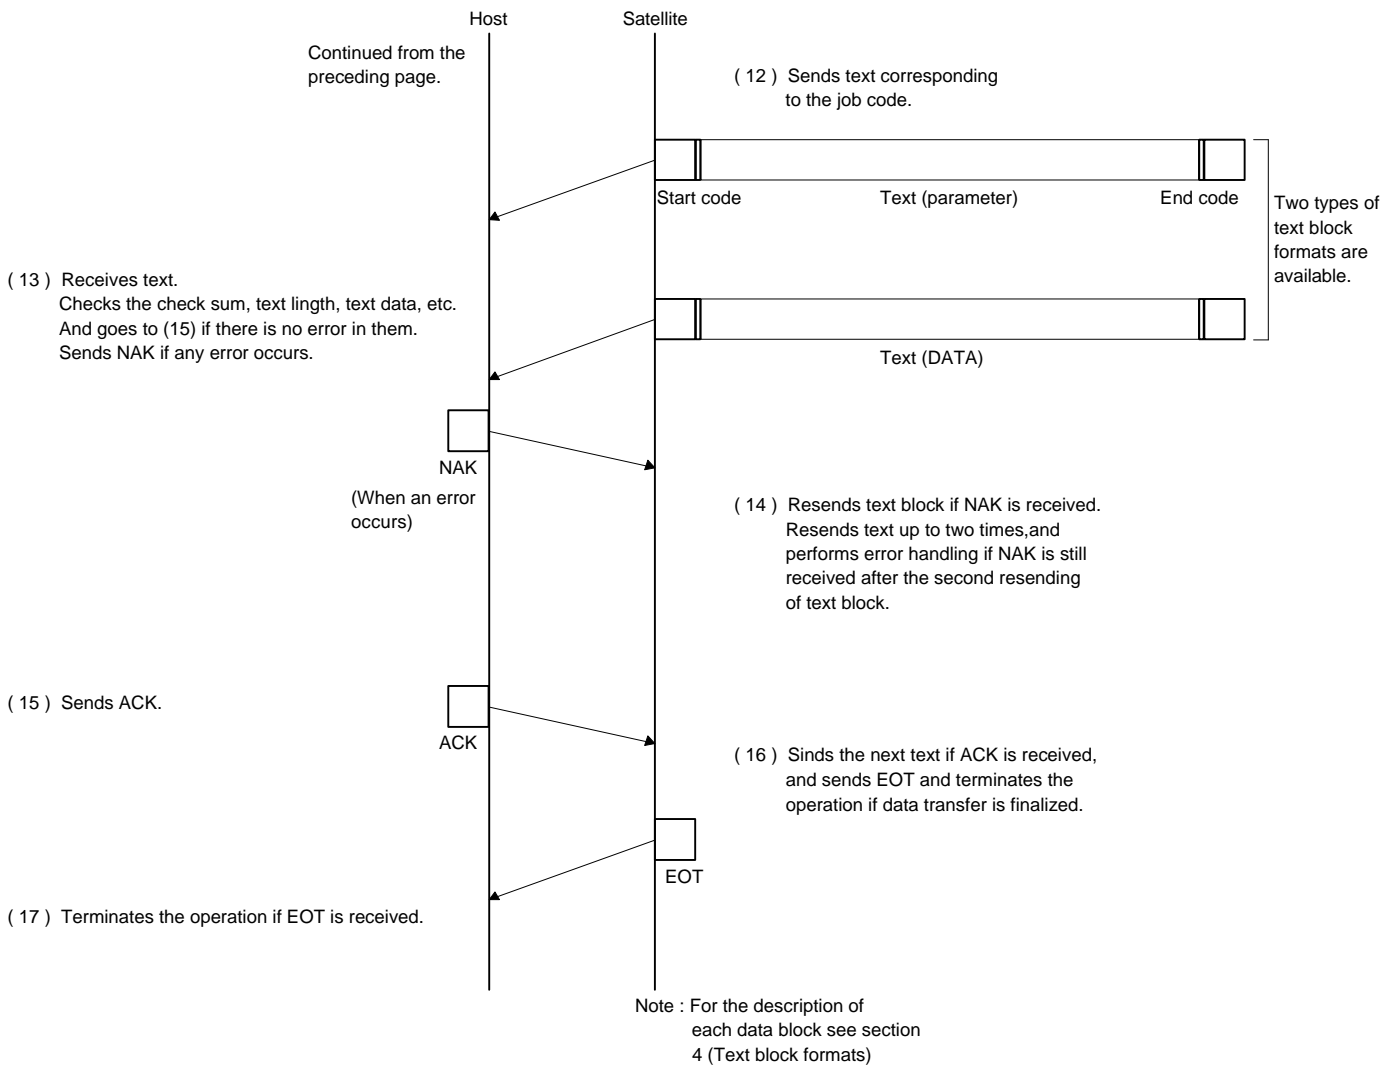 Host
Satellite
Continued from the
preceding page.
( 12 ) Sends text corresponding
to the job code.
Start code
Text (parameter)
End code
Two types of
text block
formats are
available.
( 13 ) Receives text.
Checks the check sum, text lingth, text data, etc.
And goes to (15) if there is no error in them.
Sends NAK if any error occurs.
Text (DATA)
NAK
(When an error
occurs)
( 14 ) Resends text block if NAK is received.
Resends text up to two times,and
performs error handling if NAK is still
received after the second resending
of text block.
( 15 ) Sends ACK.
ACK
( 16 ) Sinds the next text if ACK is received,
and sends EOT and terminates the
operation if data transfer is finalized.
EOT
( 17 ) Terminates the operation if EOT is received.
Note : For the description of
each data block see section
4 (Text block formats)